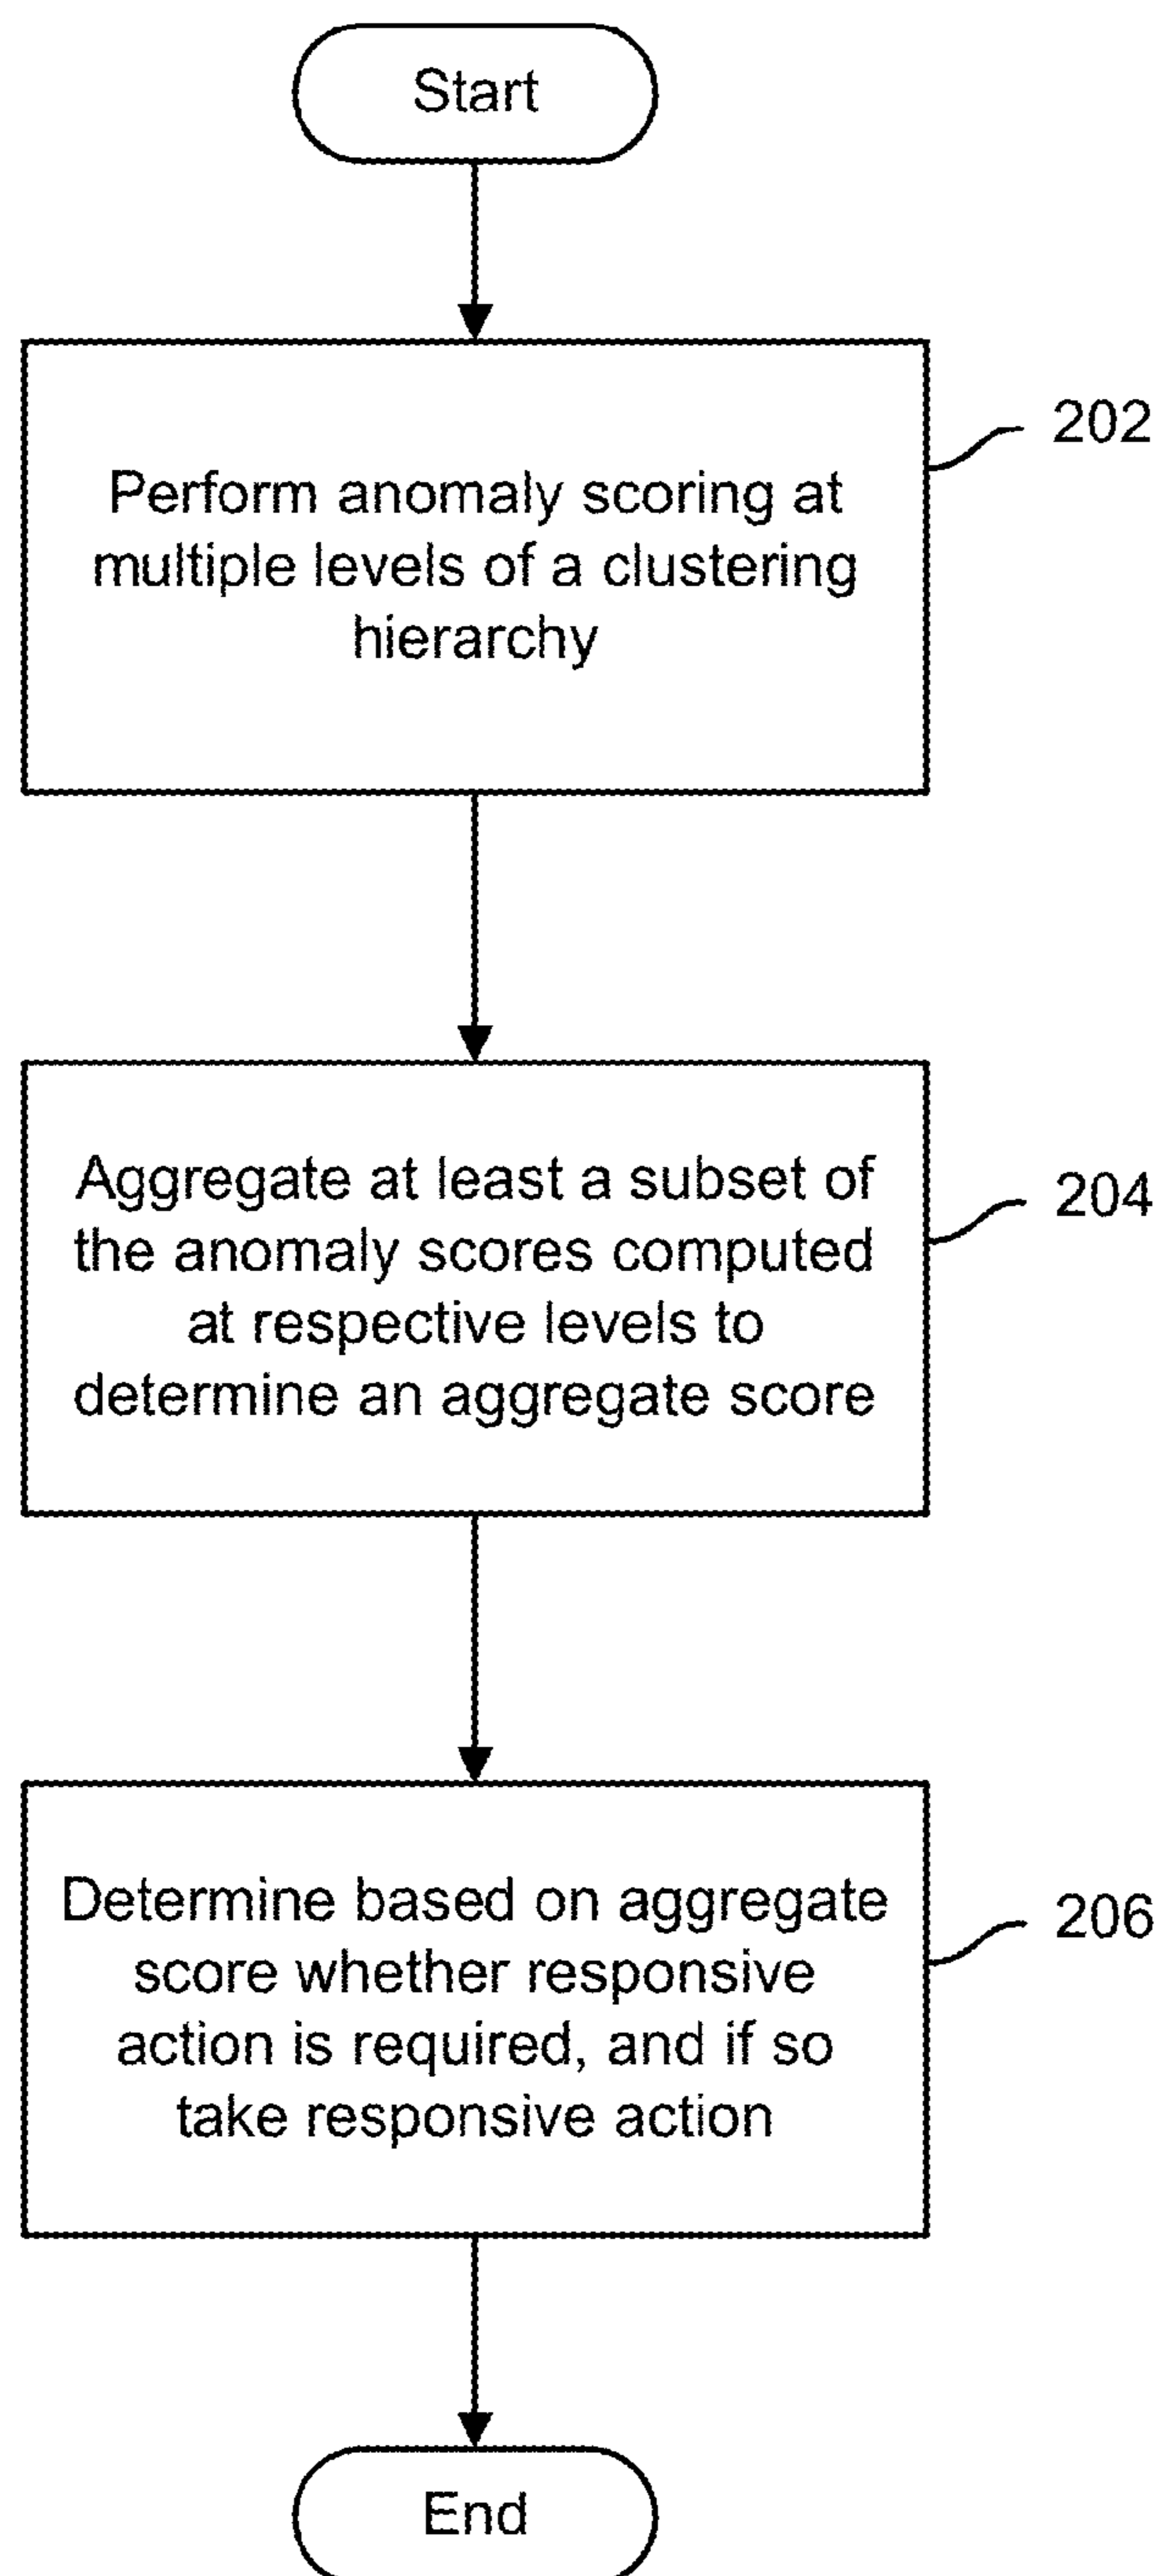 Start
202
Perform anomaly scoring at
multiple levels of a clustering
hierarchy
204
Aggregate at least a subset of
the anomaly scores computed
at respective levels to
determine an aggregate score
206
Determine based on aggregate
score whether responsive
action is required, and if so
take responsive action
End